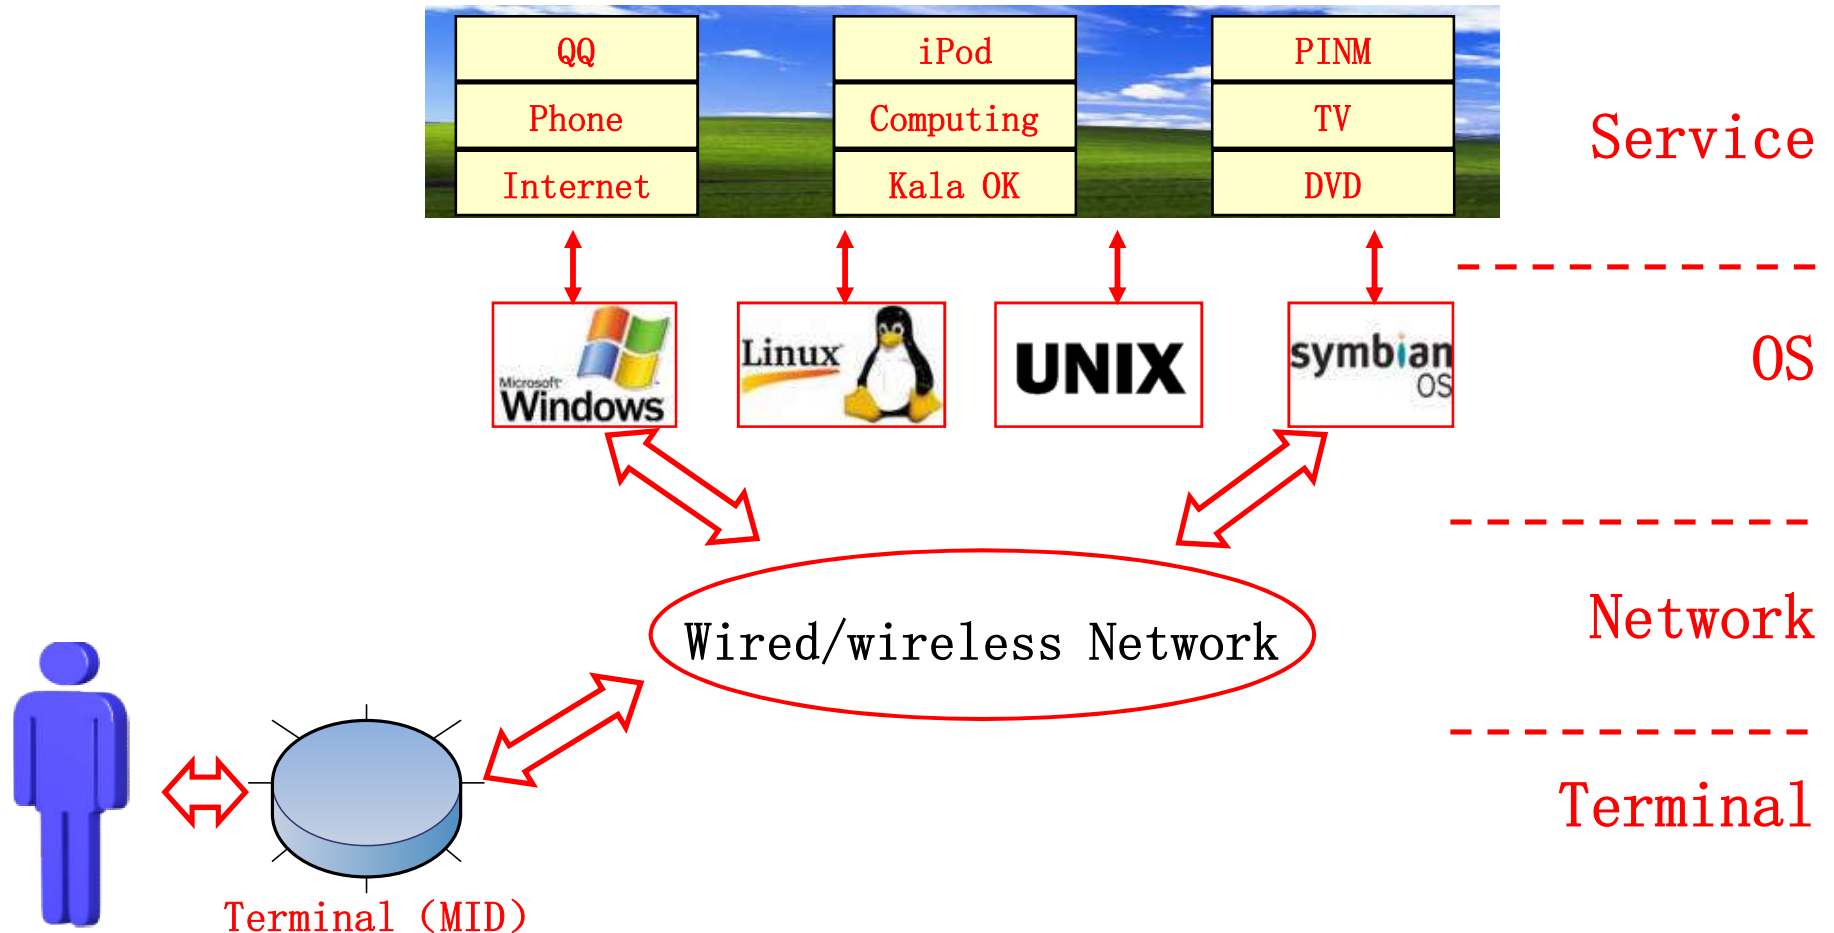 QQ
iPod
PINM
Phone
Computing
TV
Internet
Kala OK
DVD
Service
Microsoft
Windows
Linux
UNIX
symbian
OS
OS
Wired/wireless Network
Network
Terminal
Terminal (MID)